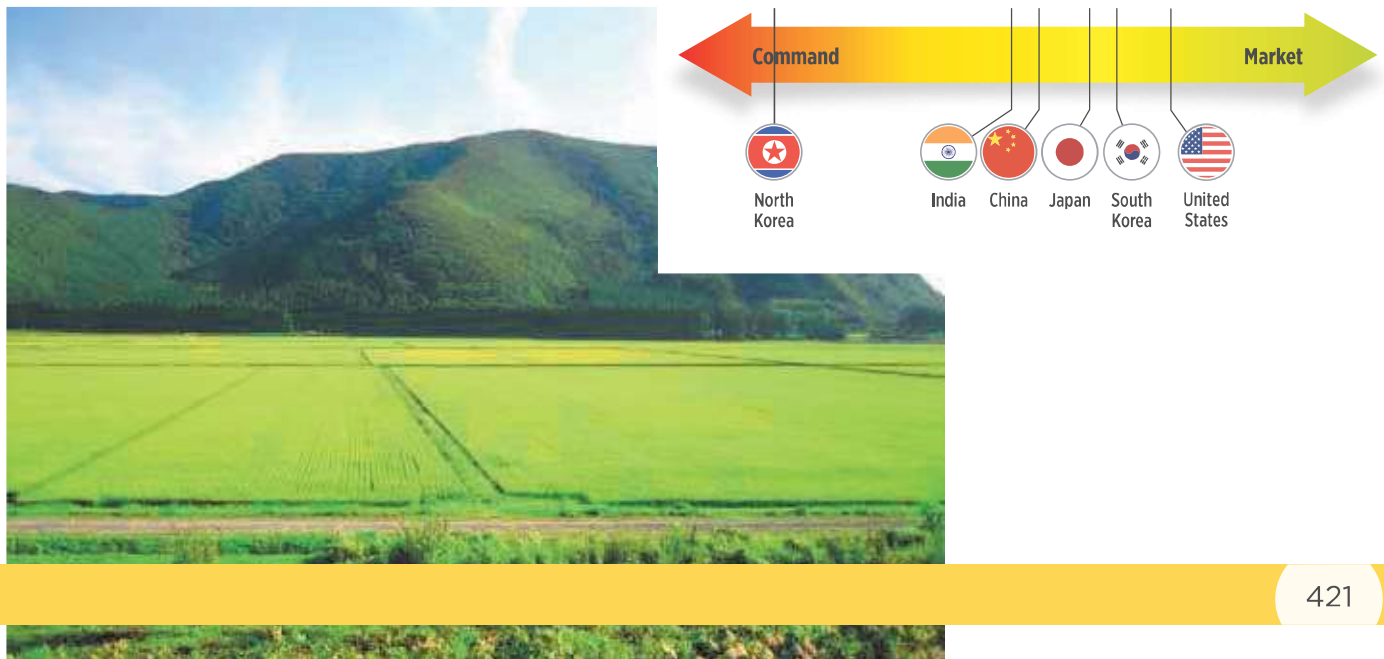 Command Market
North
Korea
India
China
Japan
South
Korea
United
States
421